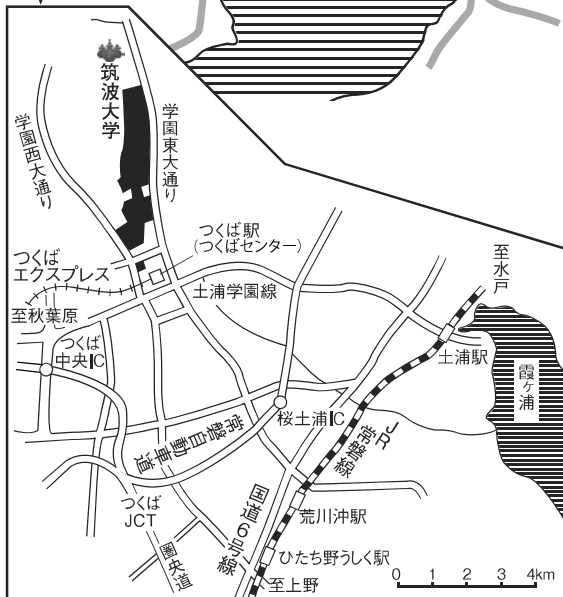 筑波大学
学園西大通り
学園東大通り
つくば駅
(つくばセンター)
つくば
エクスプレス
至秋葉原
土浦学園線
至水戸
土浦駅
霞ヶ浦
つくば
中央IC
桜土浦IC
常磐自動車道
JR
常磐線
つくば
JCT
圏央道
国道6号線
荒川沖駅
ひたち野うしく駅
至上野
0 1 2 3 4km